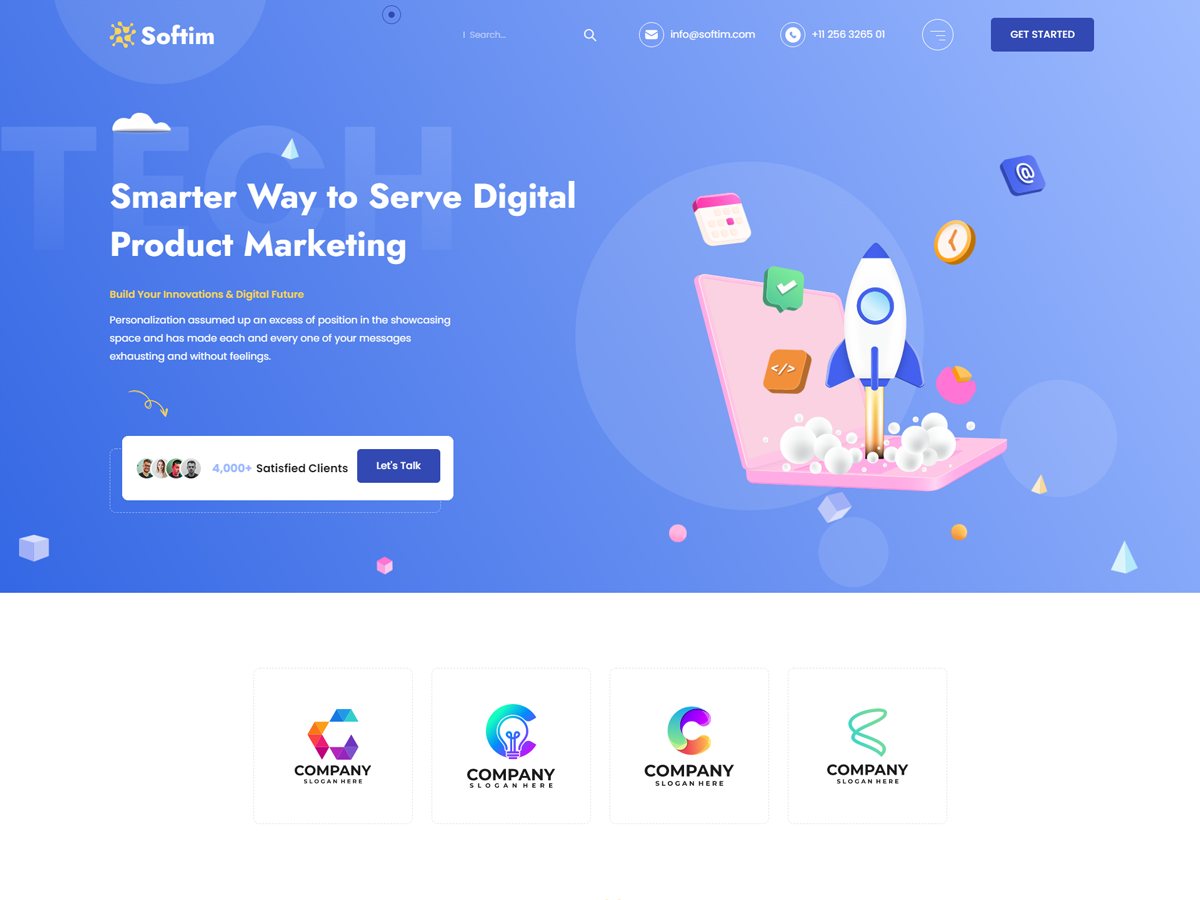 Softim
Search...
info@softim.com
+11 256 3265 01
GET STARTED
TECH
Smarter Way to Serve Digital
Product Marketing
Build Your Innovations & Digital Future
Personalization assumed up an excess of position in the showcasing
space and has made each and every one of your messages
exhausting and without feelings.
4,000+ Satisfied Clients
Let's Talk
@
</>
COMPANY
SLOGAN HERE
COMPANY
SLOGAN HERE
COMPANY
SLOGAN HERE
COMPANY
SLOGAN HERE